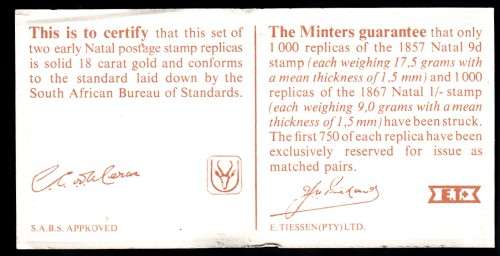 This is to certify that this set of
two early Natal postage stamp replicas
is solid 18 carat gold and conforms
to the standard laid down by the
South African Bureau of Standards.
S.A.B.S. APPROVED
The Minters guarantee that only
1 000 replicas of the 1857 Natal 9d
stamp (each weighing 17,5 grams with
a mean thickness of 1,5 mm) and 1 000
replicas of the 1867 Natal 1/- stamp
(each weighing 9,0 grams with a mean
thickness of 1,5 mm) have been struck.
The first 750 of each replica have been
exclusively reserved for issue as
matched pairs.
E.T.
E. TIESSEN (PTY) LTD.